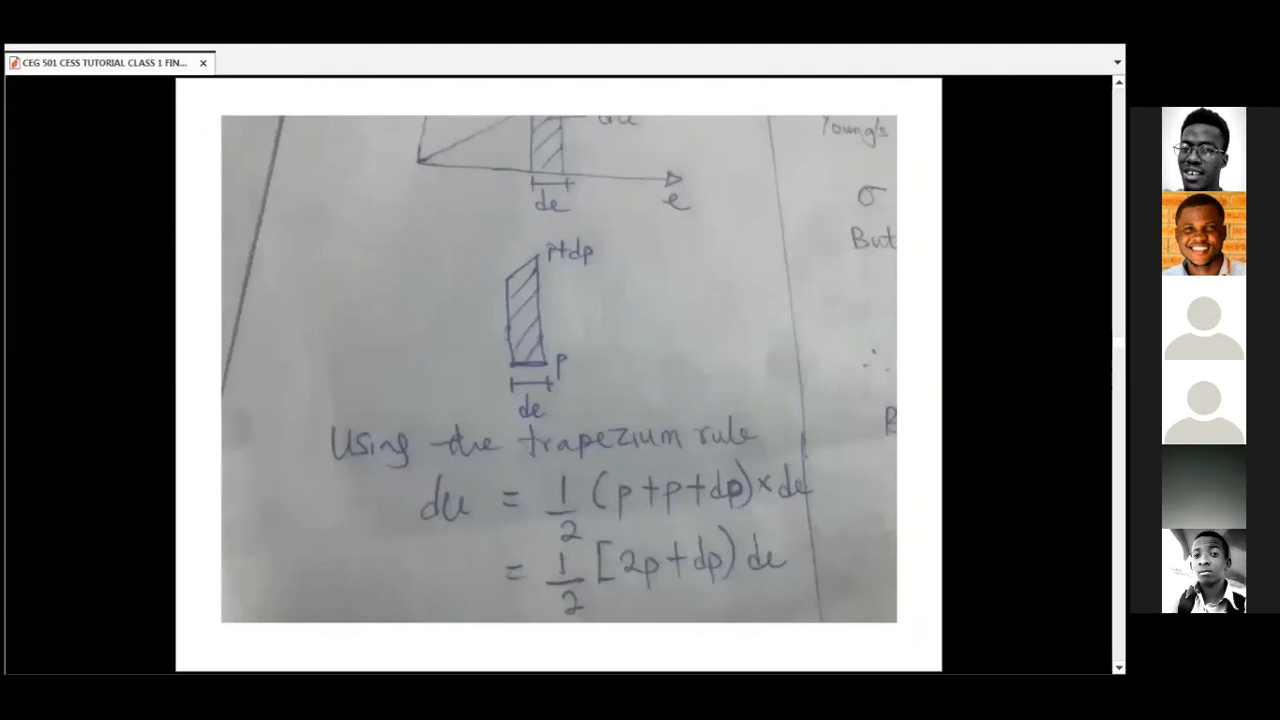 CEG 501 CESS TUTORIAL CLASS 1 FIN...
Young's
de
e
σ
But
p+dp
p
de
Using the trapezium rule
du = 1/2 (p+p+dp)×de
= 1/2 [2p+dp) de
∴
B